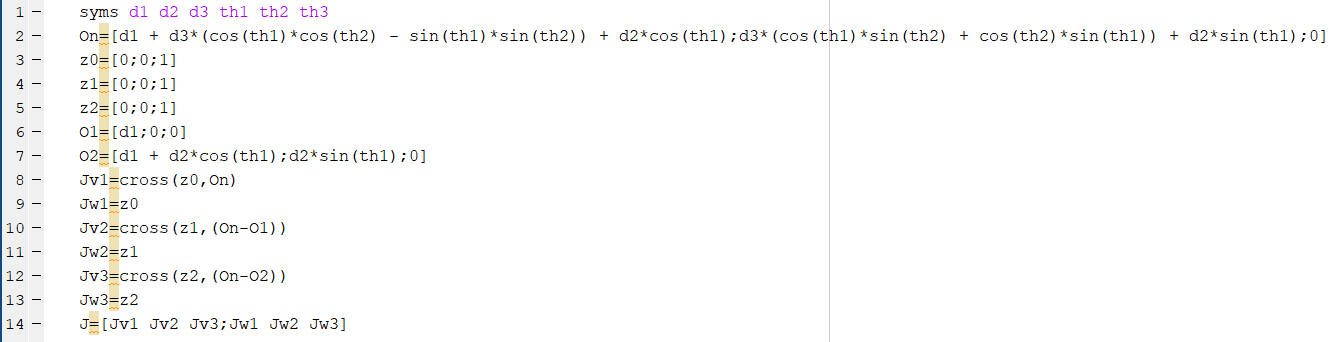 1 – syms d1 d2 d3 th1 th2 th3
2 – On=[d1 + d3*(cos(th1)*cos(th2) - sin(th1)*sin(th2)) + d2*cos(th1);d3*(cos(th1)*sin(th2) + cos(th2)*sin(th1)) + d2*sin(th1);0]
3 – z0=[0;0;1]
4 – z1=[0;0;1]
5 – z2=[0;0;1]
6 – O1=[d1;0;0]
7 – O2=[d1 + d2*cos(th1);d2*sin(th1);0]
8 – Jv1=cross(z0,On)
9 – Jw1=z0
10 – Jv2=cross(z1,(On-O1))
11 – Jw2=z1
12 – Jv3=cross(z2,(On-O2))
13 – Jw3=z2
14 – J=[Jv1 Jv2 Jv3;Jw1 Jw2 Jw3]